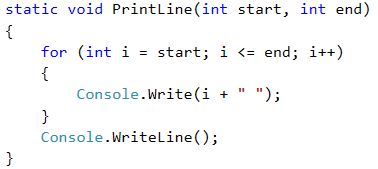 static void PrintLine(int start, int end)
{
    for (int i = start; i <= end; i++)
    {
        Console.Write(i + " ");
    }
    Console.WriteLine();
}